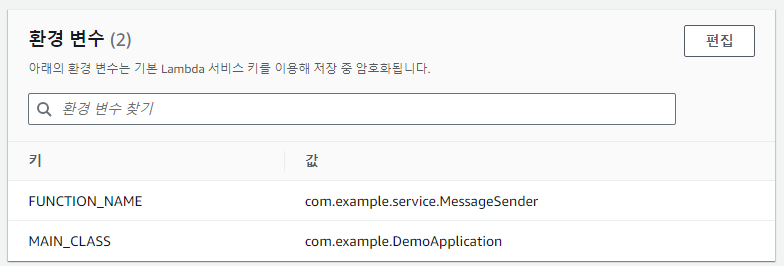 환경 변수 (2)
편집
아래의 환경 변수는 기본 Lambda 서비스 키를 이용해 저장 중 암호화됩니다.
환경 변수 찾기
키 값
FUNCTION_NAME com.example.service.MessageSender
MAIN_CLASS com.example.DemoApplication